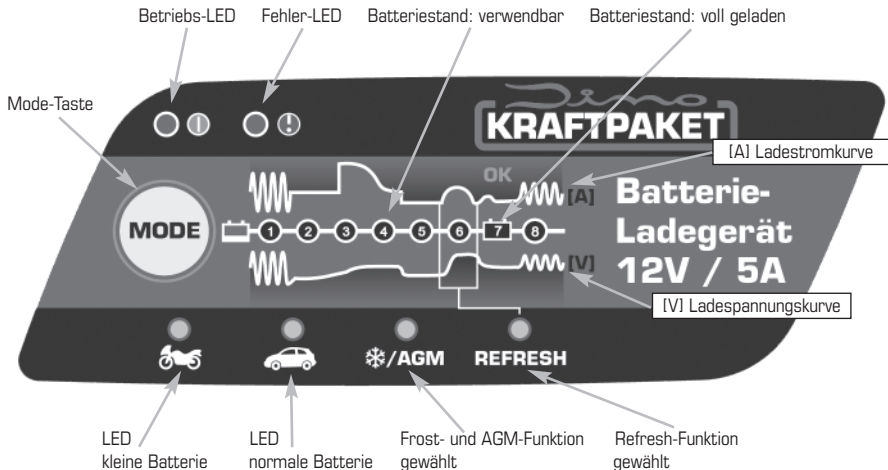 Betriebs-LED Fehler-LED Batteriestand: verwendbar Batteriestand: voll geladen
Mode-Taste
Dino
KRAFTPAKET
[A] Ladestromkurve
OK
[A]
Batterie-
Ladegerät
12V / 5A
MODE
1 2 3 4 5 6 7 8
[V]
[V] Ladespannungskurve
/AGM REFRESH
LED
kleine Batterie
LED
normale Batterie
Frost- und AGM-Funktion
gewählt
Refresh-Funktion
gewählt